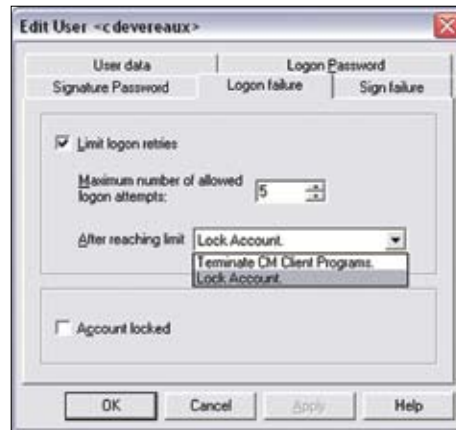 Edit User <cdevereaux>
User data
Logon Password
Signature Password
Logon failure
Sign failure
Limit logon retries
Maximum number of allowed
logon attempts:
5
After reaching limit
Lock Account.
Terminate CM Client Programs.
Lock Account.
Account locked
OK
Cancel
Apply
Help